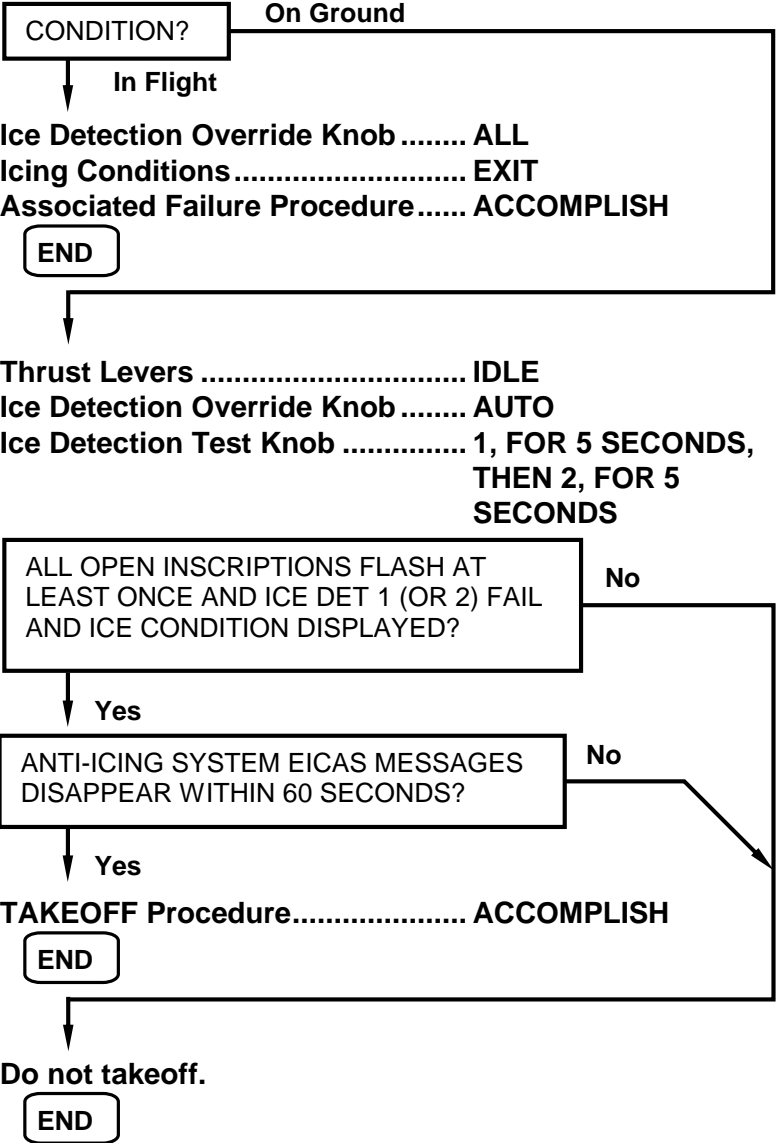 On Ground
CONDITION?
In Flight
Ice Detection Override Knob ........ ALL
Icing Conditions............................ EXIT
Associated Failure Procedure...... ACCOMPLISH
END
Thrust Levers ................................ IDLE
Ice Detection Override Knob ........ AUTO
Ice Detection Test Knob ............... 1, FOR 5 SECONDS,
THEN 2, FOR 5
SECONDS
ALL OPEN INSCRIPTIONS FLASH AT
LEAST ONCE AND ICE DET 1 (OR 2) FAIL
AND ICE CONDITION DISPLAYED?
No
Yes
ANTI-ICING SYSTEM EICAS MESSAGES
DISAPPEAR WITHIN 60 SECONDS?
No
Yes
TAKEOFF Procedure..................... ACCOMPLISH
END
Do not takeoff.
END